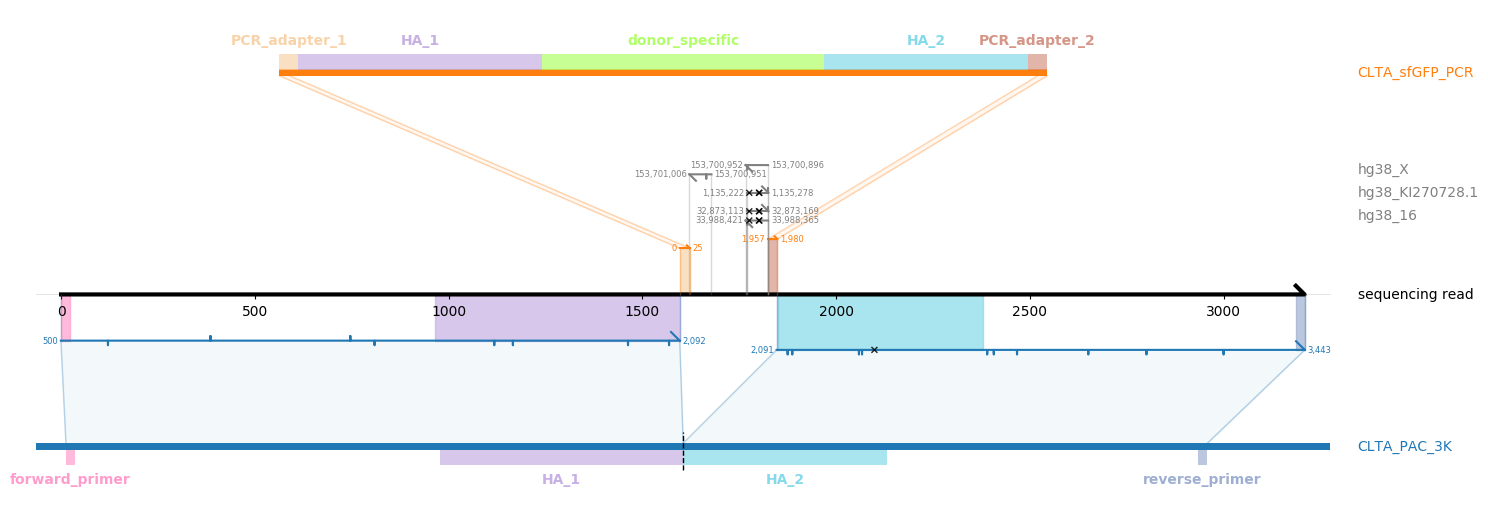 PCR_adapter_1 HA_1 donor_specific HA_2 PCR_adapter_2
CLTA_sfGFP_PCR
153,700,952 153,700,896
hg38_X
153,701,006 153,700,951
1,135,222 1,135,278
hg38_KI270728.1
32,873,113 32,873,169
33,988,421 33,988,365
hg38_16
1,957 1,980
0 25
sequencing read
0 500 1000 1500 2000 2500 3000
500 2,092
2,091 3,443
CLTA_PAC_3K
forward_primer HA_1 HA_2 reverse_primer